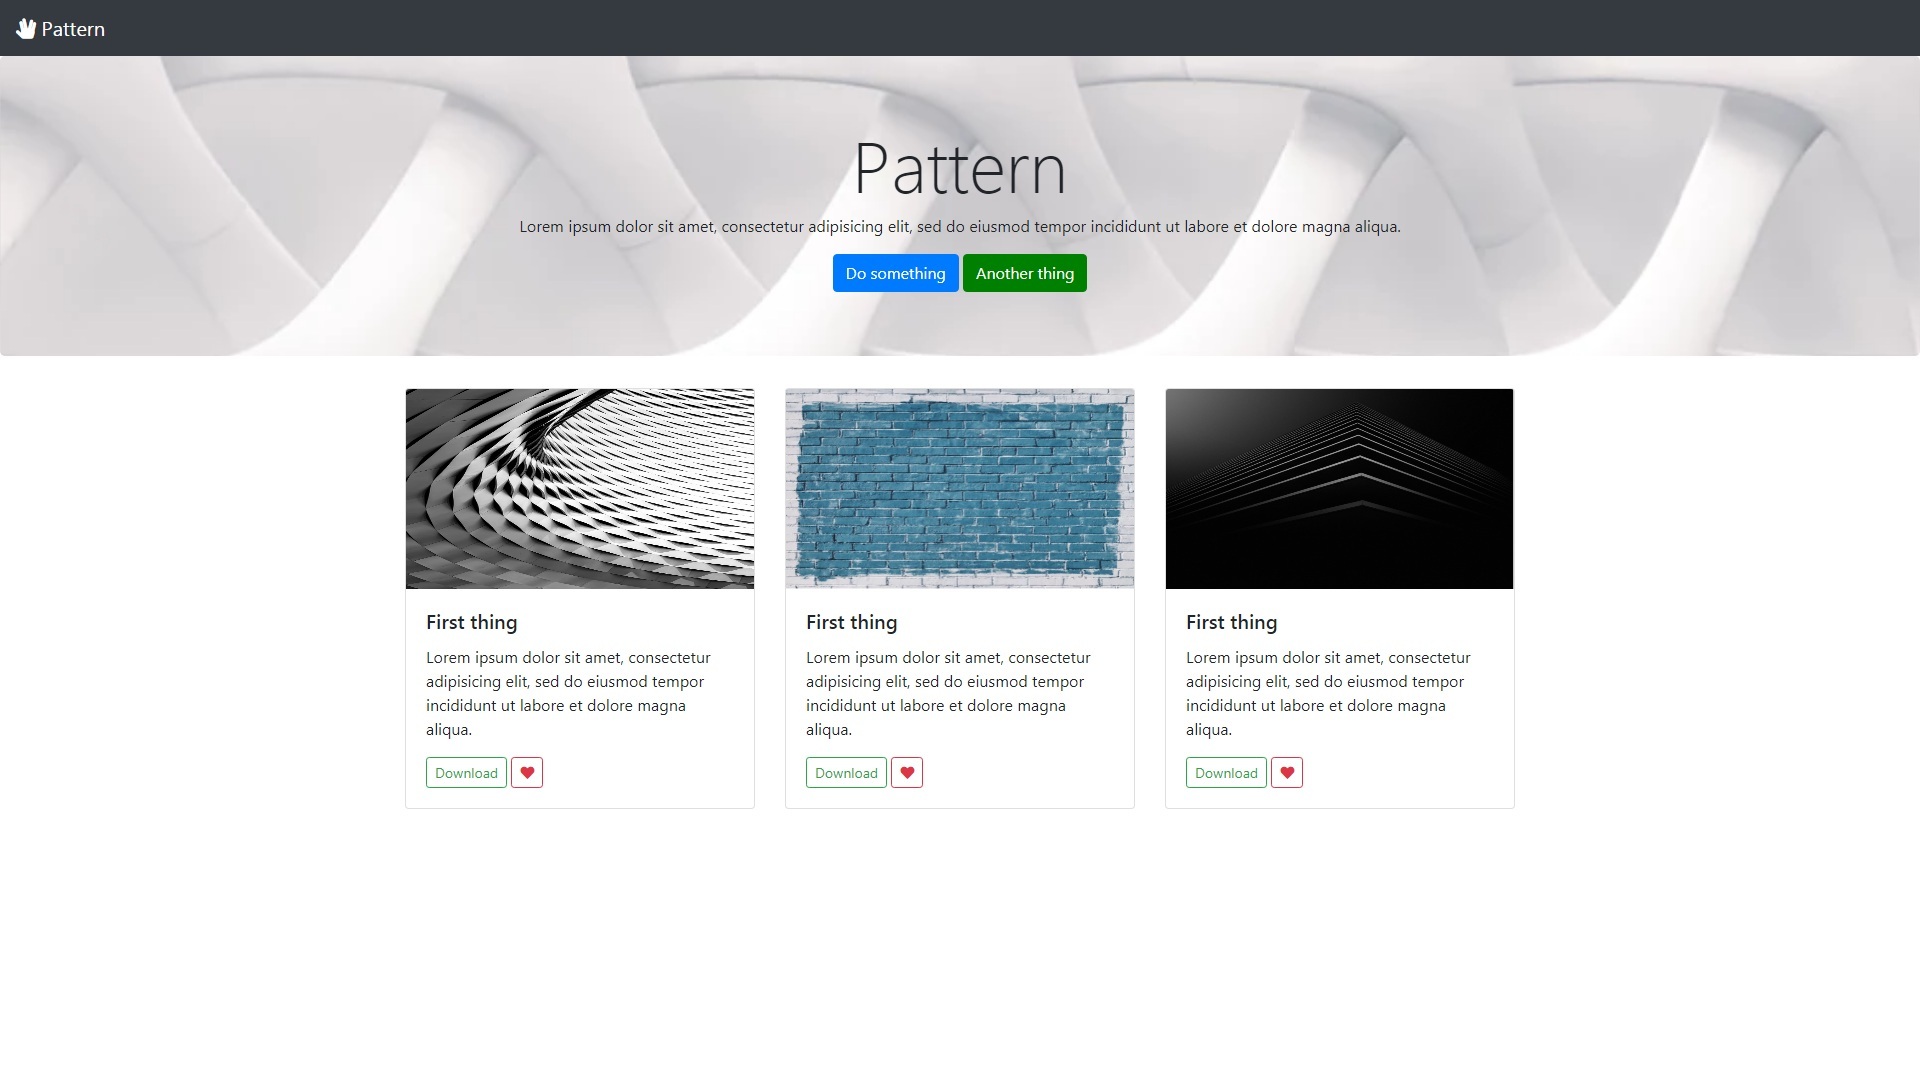 Pattern
Pattern
Lorem ipsum dolor sit amet, consectetur adipisicing elit, sed do eiusmod tempor incididunt ut labore et dolore magna aliqua.
Do something Another thing
First thing
Lorem ipsum dolor sit amet, consectetur
adipisicing elit, sed do eiusmod tempor
incididunt ut labore et dolore magna
aliqua.
Download
First thing
Lorem ipsum dolor sit amet, consectetur
adipisicing elit, sed do eiusmod tempor
incididunt ut labore et dolore magna
aliqua.
Download
First thing
Lorem ipsum dolor sit amet, consectetur
adipisicing elit, sed do eiusmod tempor
incididunt ut labore et dolore magna
aliqua.
Download